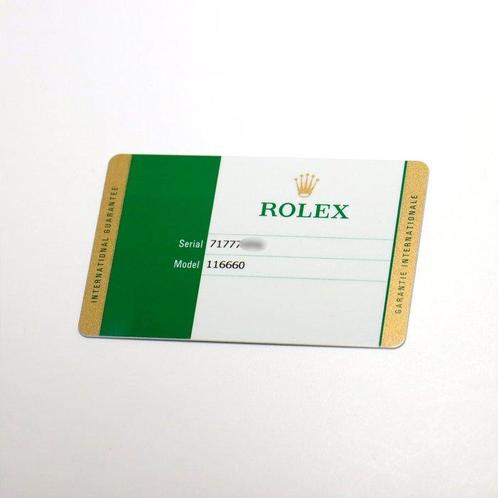 INTERNATIONAL GUARANTEE
ROLEX
Serial 71777
Model 116660
GARANTIE INTERNATIONALE